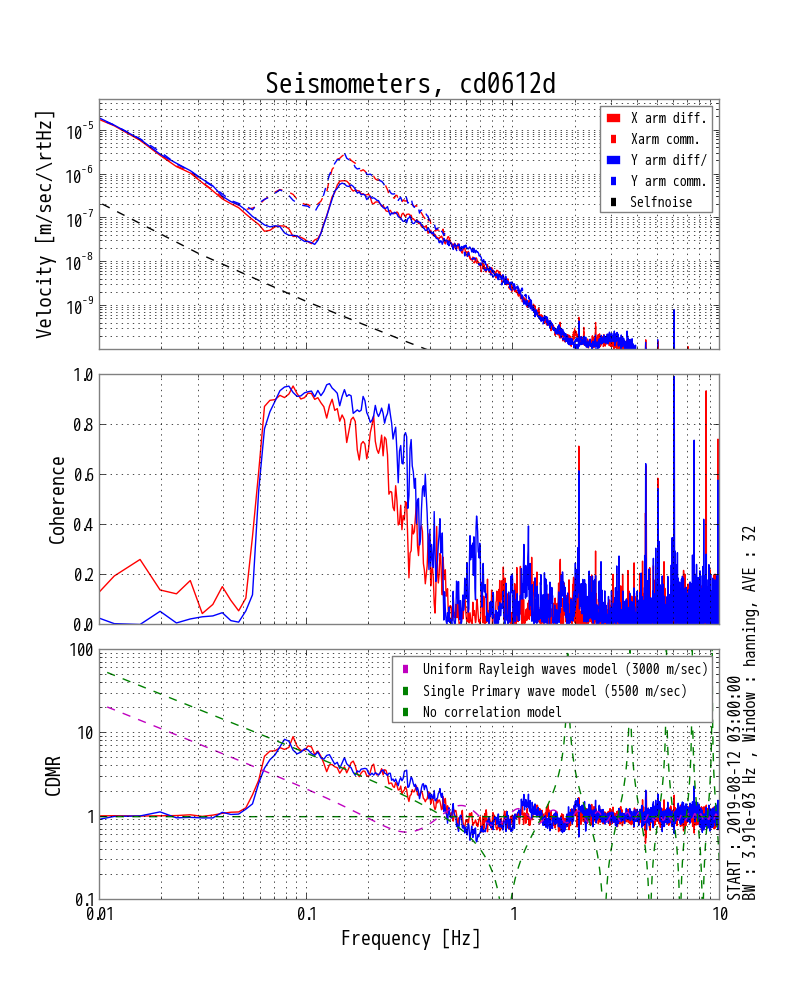 Seismometers, cd0612d
Velocity [m/sec/\rtHz]
10^-5
10^-6
10^-7
10^-8
10^-9
X arm diff.
Xarm comm.
Y arm diff/
Y arm comm.
Selfnoise
Coherence
1.0
0.8
0.6
0.4
0.2
0.0
CDMR
100
10
1
0.1
Uniform Rayleigh waves model (3000 m/sec)
Single Primary wave model (5500 m/sec)
No correlation model
0.01 0.1 1 10
Frequency [Hz]
START : 2019-08-12 03:00:00
BW : 3.91e-03 Hz , Window : hanning, AVE : 32